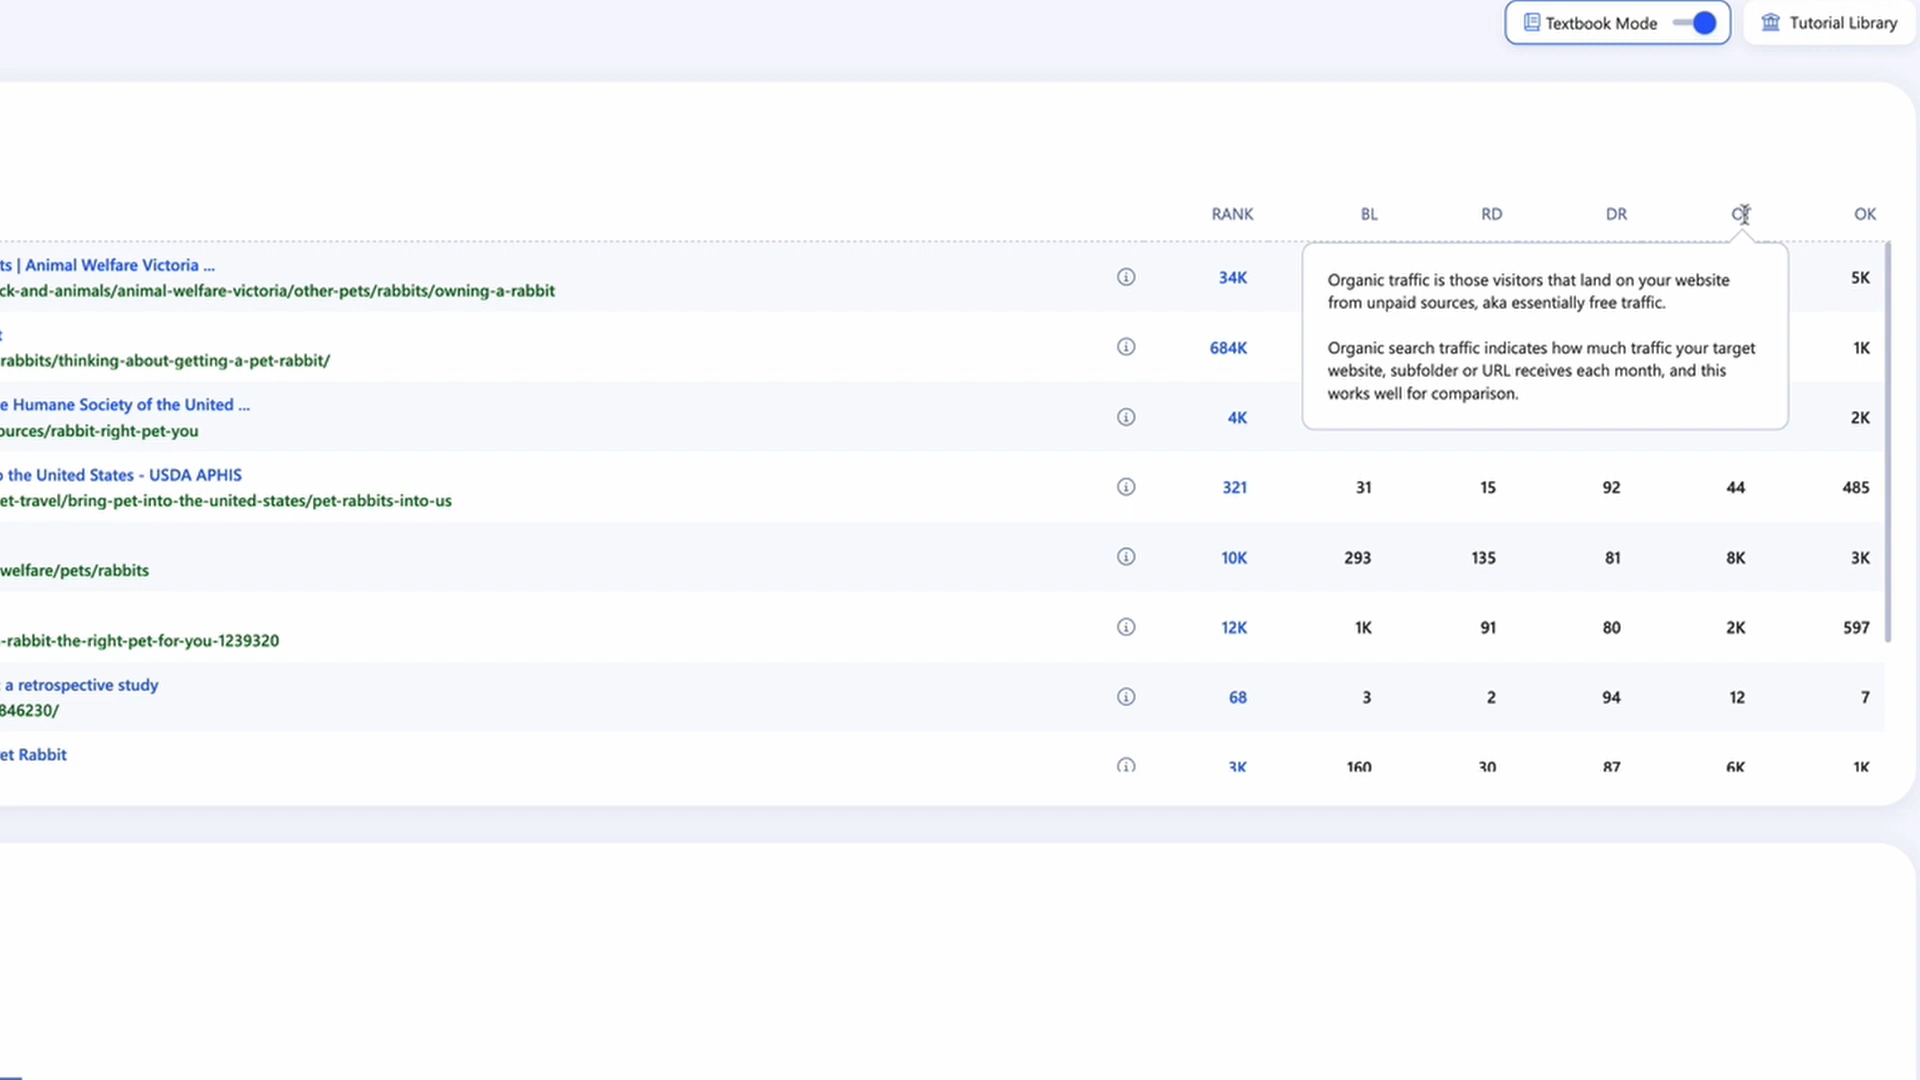 Textbook Mode
Tutorial Library
RANK BL RD DR OK
ts | Animal Welfare Victoria ...
ck-and-animals/animal-welfare-victoria/other-pets/rabbits/owning-a-rabbit
34K 5K
Organic traffic is those visitors that land on your website
from unpaid sources, aka essentially free traffic.
Organic search traffic indicates how much traffic your target
website, subfolder or URL receives each month, and this
works well for comparison.
t
rabbits/thinking-about-getting-a-pet-rabbit/
684K 1K
e Humane Society of the United ...
ources/rabbit-right-pet-you
4K 2K
o the United States - USDA APHIS
et-travel/bring-pet-into-the-united-states/pet-rabbits-into-us
321 31 15 92 44 485
welfare/pets/rabbits
10K 293 135 81 8K 3K
-rabbit-the-right-pet-for-you-1239320
12K 1K 91 80 2K 597
: a retrospective study
846230/
68 3 2 94 12 7
et Rabbit
3K 160 30 87 6K 1K